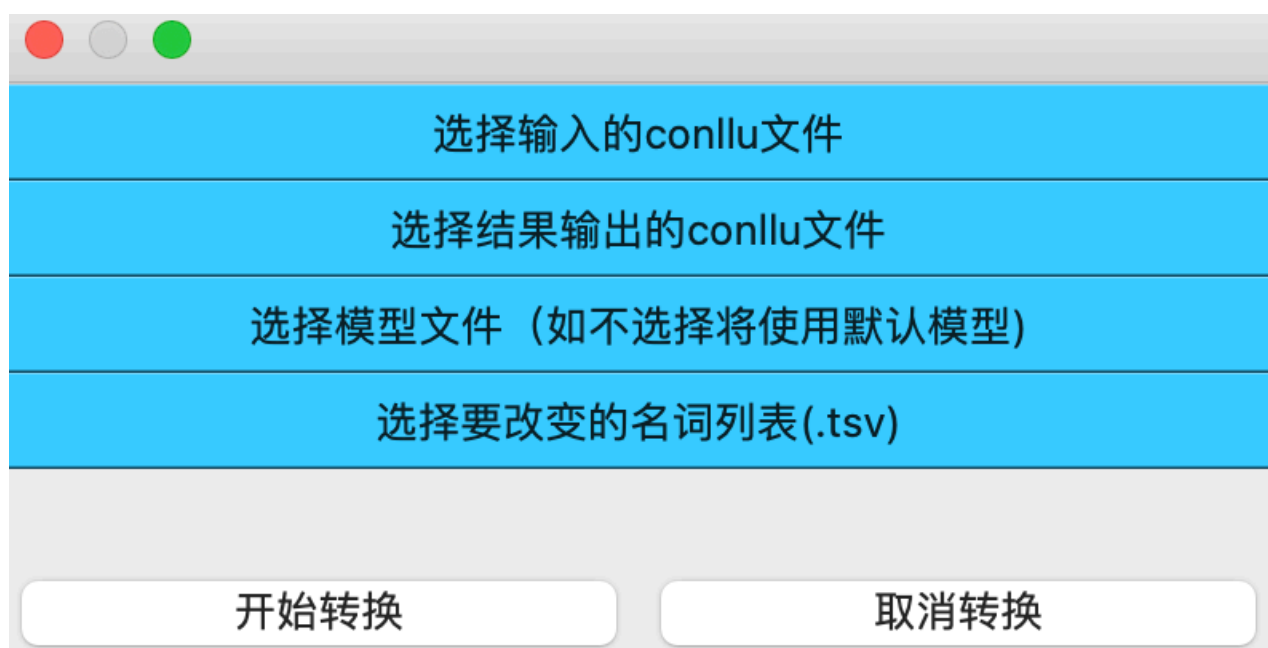 选择输入的conllu文件
选择结果输出的conllu文件
选择模型文件（如不选择将使用默认模型)
选择要改变的名词列表(.tsv)
开始转换
取消转换